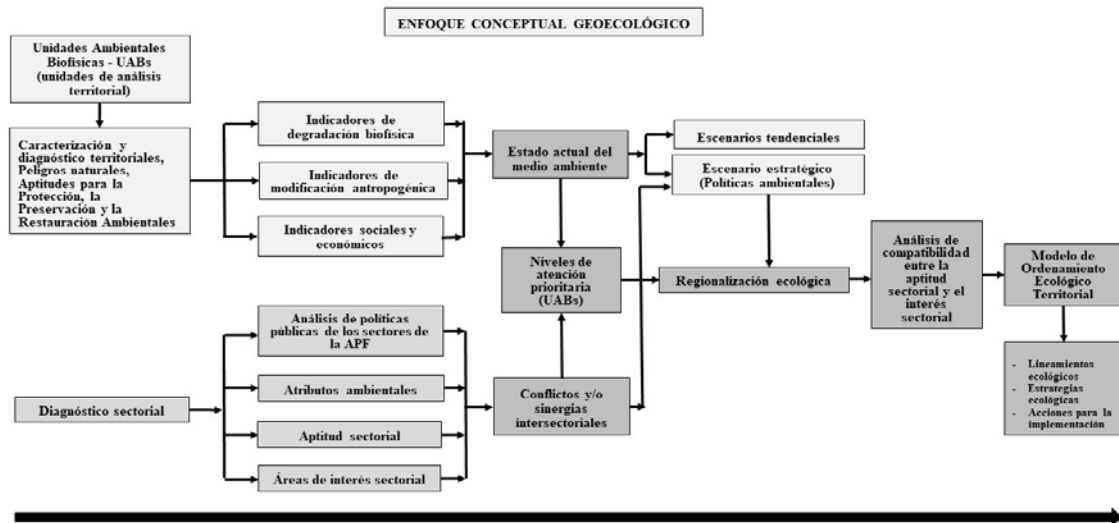 ENFOQUE CONCEPTUAL GEOECOLÓGICO
Unidades Ambientales
Biofísicas - UABs
(unidades de análisis
territorial)
Caracterización y
diagnóstico territoriales,
Peligros naturales,
Aptitudes para la
Protección, la
Preservación y la
Restauración Ambientales
Indicadores de
degradación biofísica
Indicadores de
modificación antropogénica
Indicadores sociales y
económicos
Estado actual del
medio ambiente
Escenarios tendenciales
Escenario estratégico
(Políticas ambientales)
Niveles de
atención
prioritaria
(UABs)
Regionalización ecológica
Análisis de
compatibilidad
entre la
aptitud
sectorial y el
interés
sectorial
Modelo de
Ordenamiento
Ecológico
Territorial
Diagnóstico sectorial
Análisis de políticas
públicas de los sectores de
la APF
Atributos ambientales
Aptitud sectorial
Áreas de interés sectorial
Conflictos y/o
sinergias
intersectoriales
- Lineamientos
ecológicos
- Estrategias
ecológicas
- Acciones para la
implementación